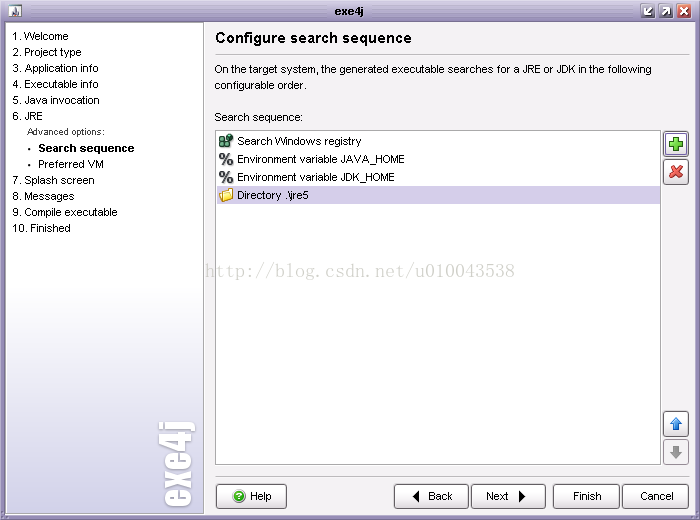 exe4j
1. Welcome
2. Project type
3. Application info
4. Executable info
5. Java invocation
6. JRE
Advanced options:
• Search sequence
• Preferred VM
7. Splash screen
8. Messages
9. Compile executable
10. Finished
exe4j
Configure search sequence
On the target system, the generated executable searches for a JRE or JDK in the following
configurable order.
Search sequence:
Search Windows registry
Environment variable JAVA_HOME
Environment variable JDK_HOME
Directory .\jre5
http://blog.csdn.net/u010043538
Help
Back
Next
Finish
Cancel